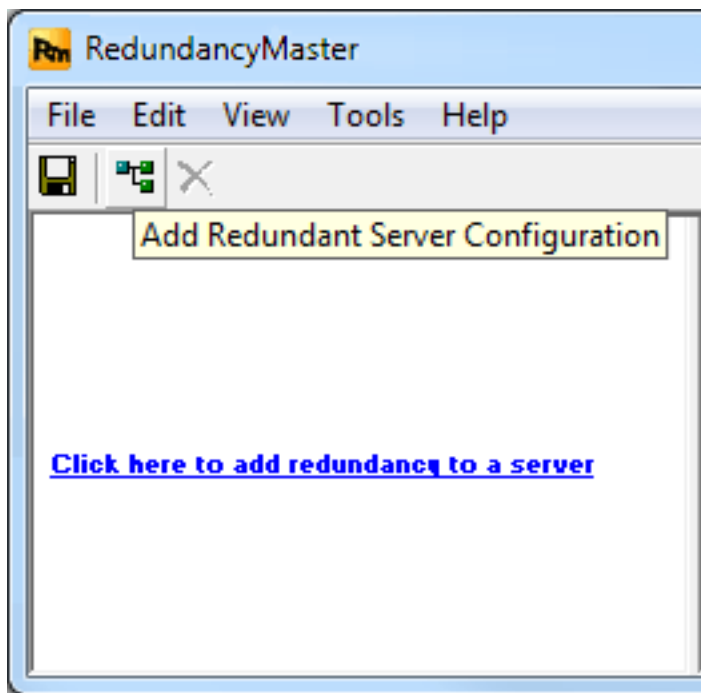 Rm RedundancyMaster
File Edit View Tools Help
Add Redundant Server Configuration
Click here to add redundancy to a server